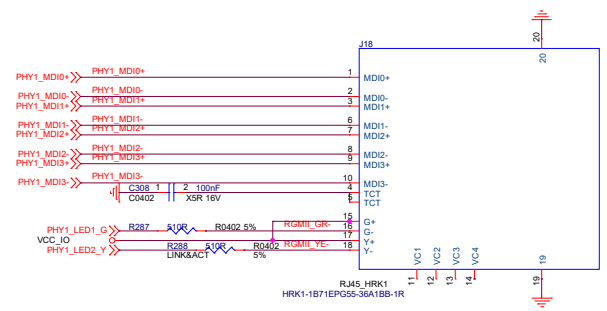 J18
20
20
PHY1_MDI0+ PHY1_MDI0+ 1 MDI0+
PHY1_MDI0- PHY1_MDI0- 2 MDI0-
PHY1_MDI1+ PHY1_MDI1+ 3 MDI1+
PHY1_MDI1- PHY1_MDI1- 6 MDI1-
PHY1_MDI2+ PHY1_MDI2+ 7 MDI2+
PHY1_MDI2- PHY1_MDI2- 8 MDI2-
PHY1_MDI3+ PHY1_MDI3+ 9 MDI3+
PHY1_MDI3- PHY1_MDI3- 10 MDI3-
C308 1 2 100nF 4 TCT
C0402 X5R 16V 5 TCT
15 G+
PHY1_LED1_G R287 510R R0402 5% RGMII_GR- 16 G-
VCC_IO 17 Y+
PHY1_LED2_Y R288 510R R0402 RGMII_YE- 18 Y-
LINK&ACT 5%
VC1 VC2 VC3 VC4 19
11 12 13 14 19
RJ45_HRK1
HRK1-1B71EPG55-36A1BB-1R